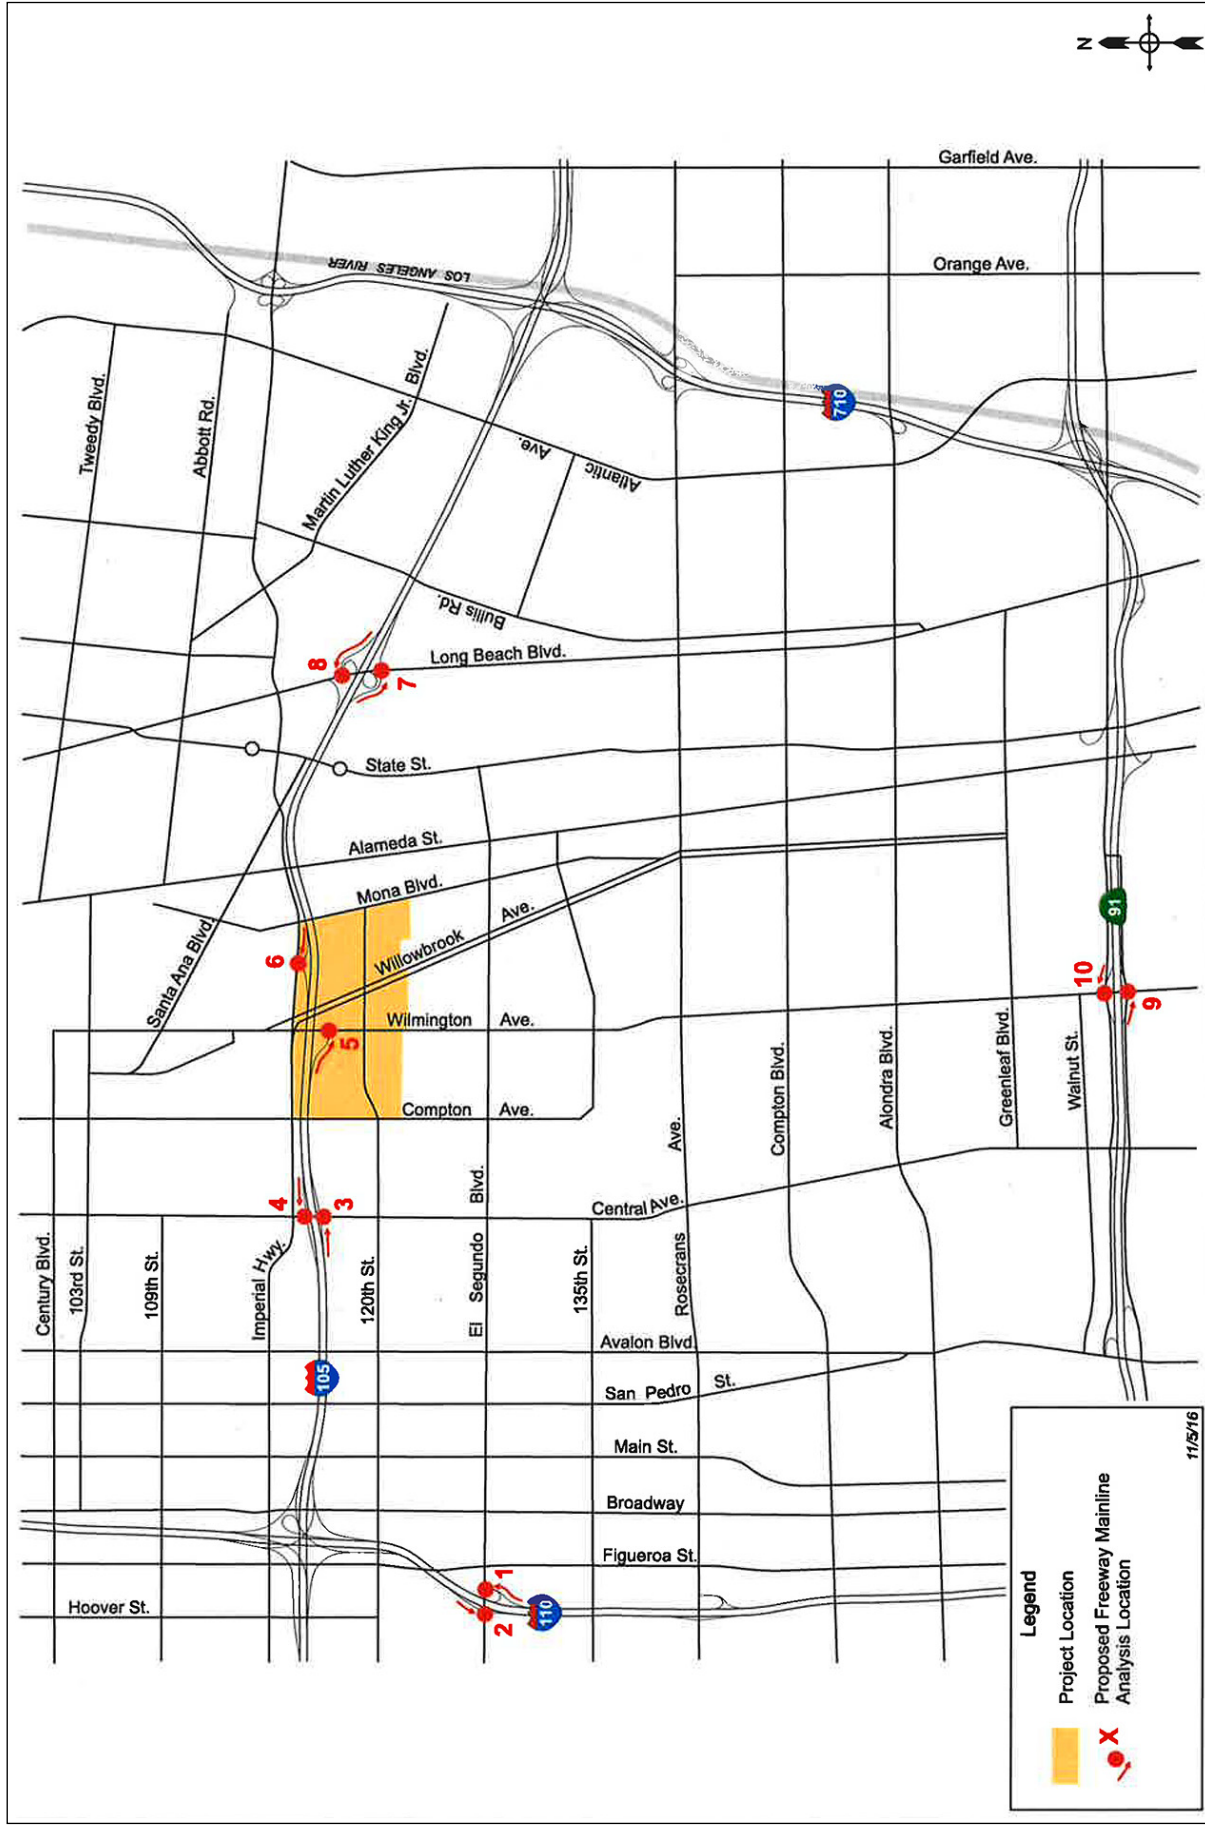 N
Garfield Ave.
Orange Ave.
LOS ANGELES RIVER
Tweedy Blvd.
Abbott Rd.
Martin Luther King Jr. Blvd.
Atlantic Ave.
710
Bullis Rd.
Long Beach Blvd.
8
7
State St.
Alameda St.
Mona Blvd.
Santa Ana Blvd.
Willowbrook Ave.
6
Wilmington Ave.
5
Compton Ave.
91
10
9
Compton Blvd.
Alondra Blvd.
Greenleaf Blvd.
Walnut St.
4
3
Central Ave.
Century Blvd.
103rd St.
109th St.
Imperial Hwy.
120th St.
El Segundo Blvd.
135th St.
Rosecrans Ave.
Avalon Blvd.
105
San Pedro St.
Main St.
Broadway
Figueroa St.
Hoover St.
1
2
110
Legend
Project Location
X
Proposed Freeway Mainline
Analysis Location
11/5/16